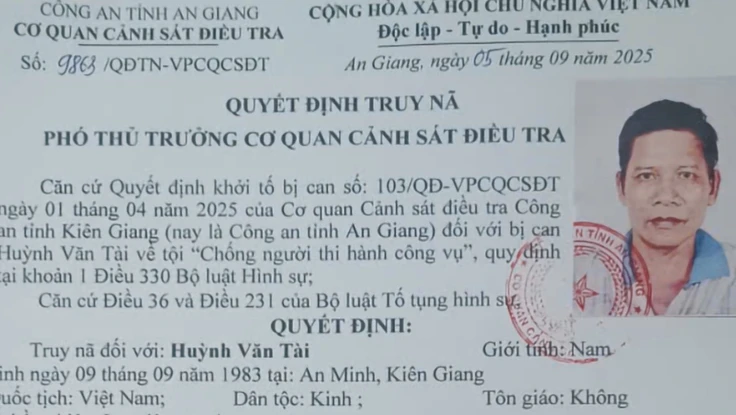 CÔNG AN TỈNH AN GIANG
CƠ QUAN CẢNH SÁT ĐIỀU TRA
CỘNG HÒA XÃ HỘI CHỦ NGHĨA VIỆT NAM
Độc lập - Tự do - Hạnh phúc
Số: 9863 /QĐTN-VPCQCSĐT
An Giang, ngày 05 tháng 09 năm 2025
QUYẾT ĐỊNH TRUY NÃ
PHÓ THỦ TRƯỞNG CƠ QUAN CẢNH SÁT ĐIỀU TRA
Căn cứ Quyết định khởi tố bị can số: 103/QĐ-VPCQCSĐT
ngày 01 tháng 04 năm 2025 của Cơ quan Cảnh sát điều tra Công
an tỉnh Kiên Giang (nay là Công an tỉnh An Giang) đối với bị can
Huỳnh Văn Tài về tội “Chống người thi hành công vụ”, quy định
tại khoản 1 Điều 330 Bộ luật Hình sự;
Căn cứ Điều 36 và Điều 231 của Bộ luật Tố tụng hình sự.
QUYẾT ĐỊNH:
Truy nã đối với: Huỳnh Văn Tài Giới tính: Nam
inh ngày 09 tháng 09 năm 1983 tại: An Minh, Kiên Giang
uốc tịch: Việt Nam; Dân tộc: Kinh ; Tôn giáo: Không